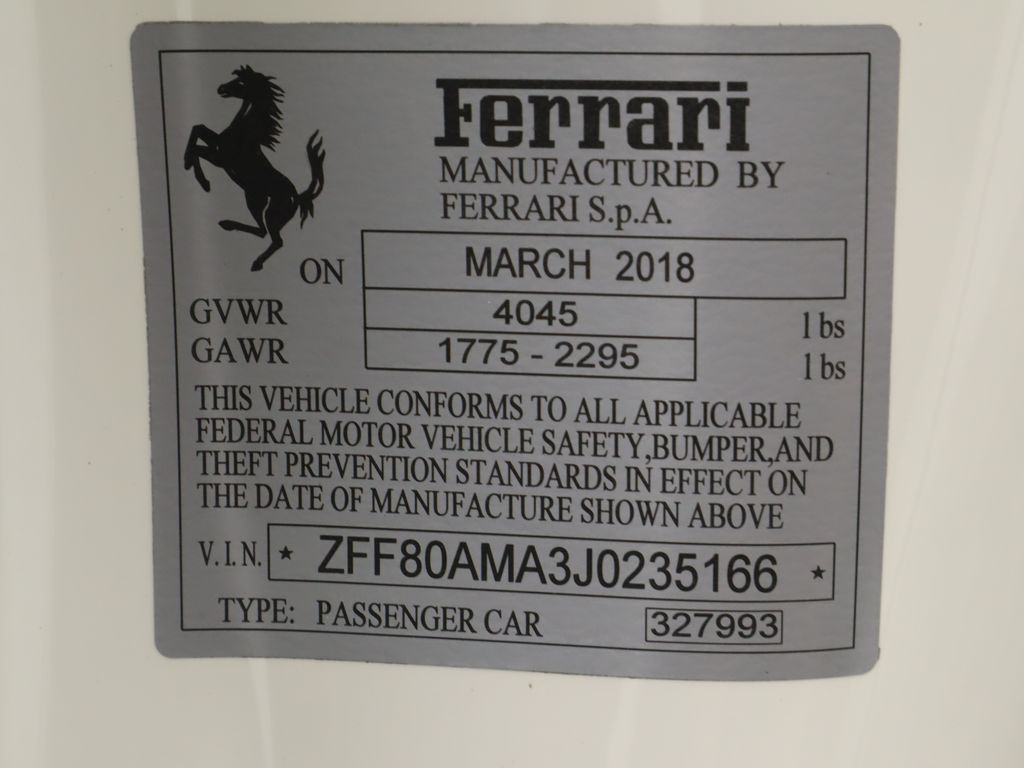 Ferrari
MANUFACTURED BY
FERRARI S.p.A.
ON MARCH 2018
GVWR 4045 lbs
GAWR 1775 - 2295 lbs
THIS VEHICLE CONFORMS TO ALL APPLICABLE
FEDERAL MOTOR VEHICLE SAFETY,BUMPER,AND
THEFT PREVENTION STANDARDS IN EFFECT ON
THE DATE OF MANUFACTURE SHOWN ABOVE
V.I.N. ★ ZFF80AMA3J0235166 ★
TYPE: PASSENGER CAR 327993